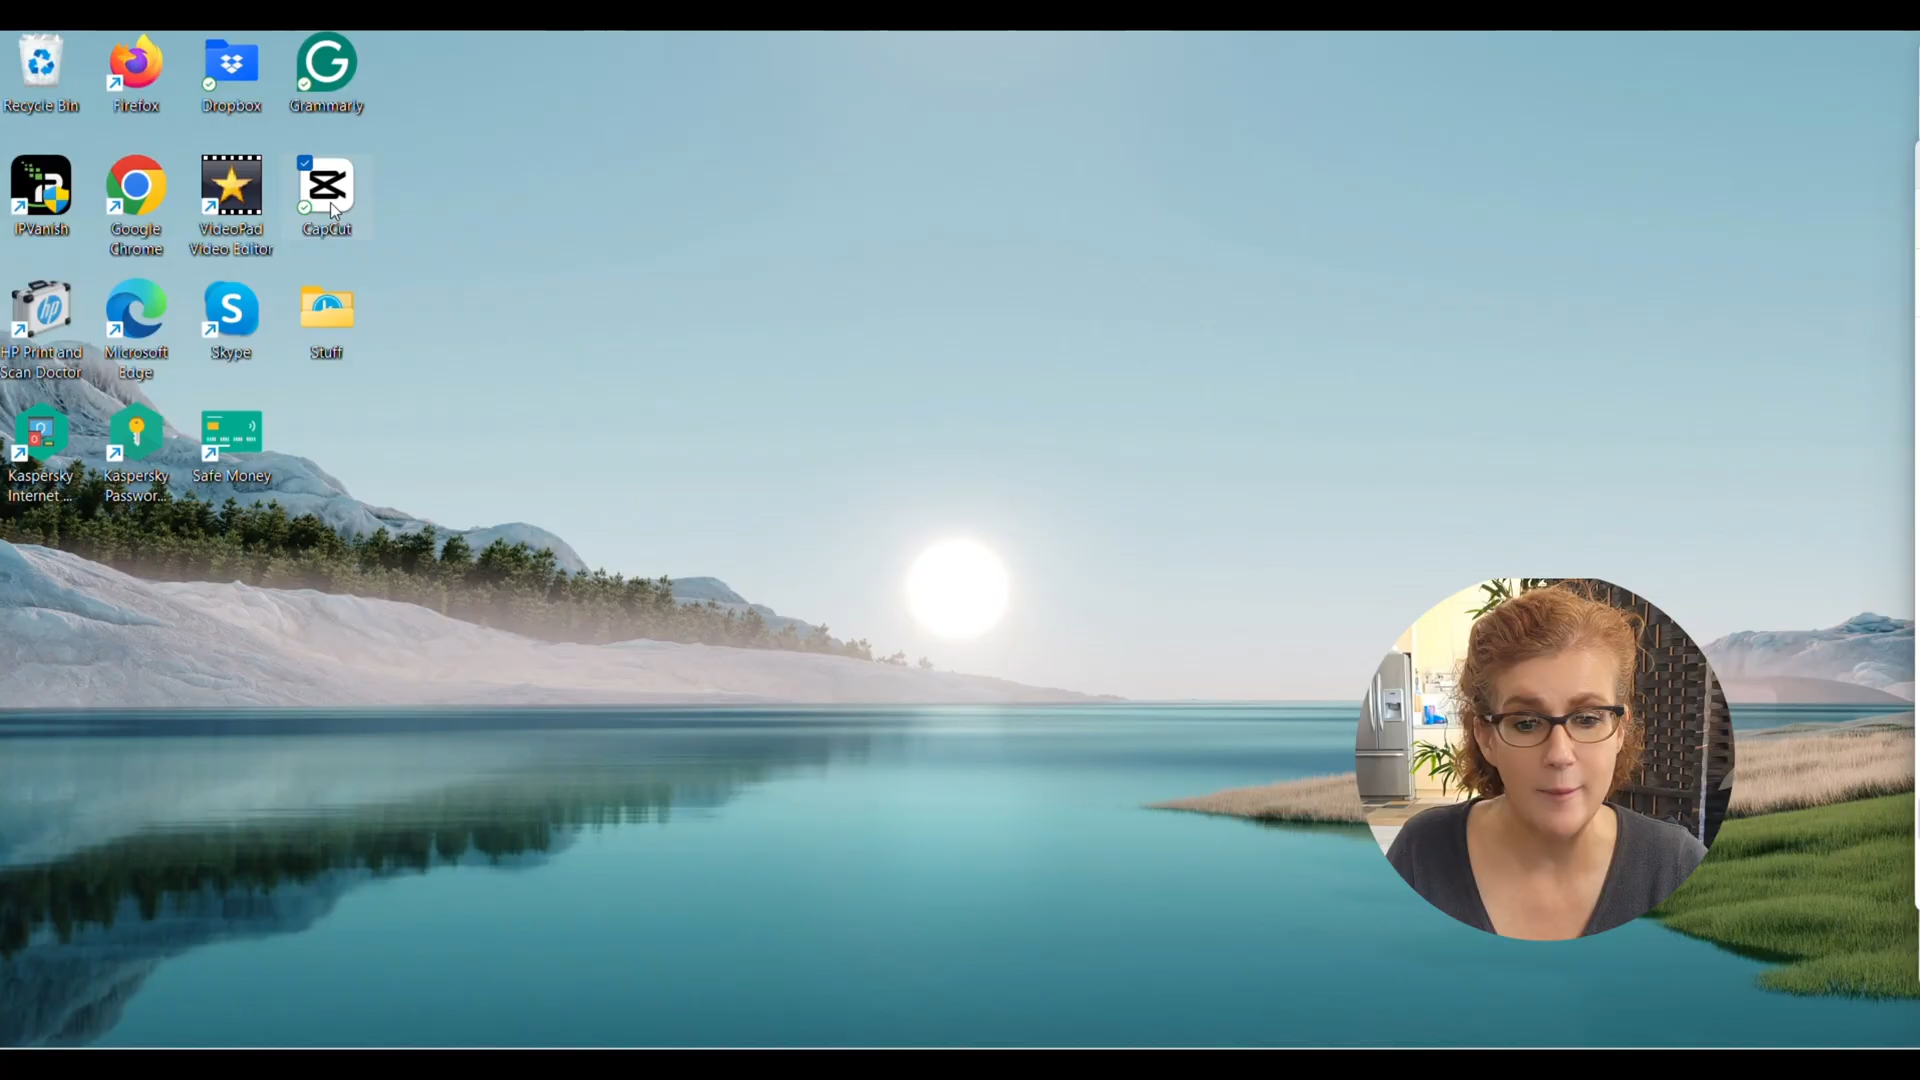 Recycle Bin
Firefox
Dropbox
Grammarly
IPVanish
Google
Chrome
VideoPad
Video Editor
CapCut
HP Print and
Scan Doctor
Microsoft
Edge
Skype
Stuff
Kaspersky
Internet ...
Kaspersky
Passwor...
Safe Money